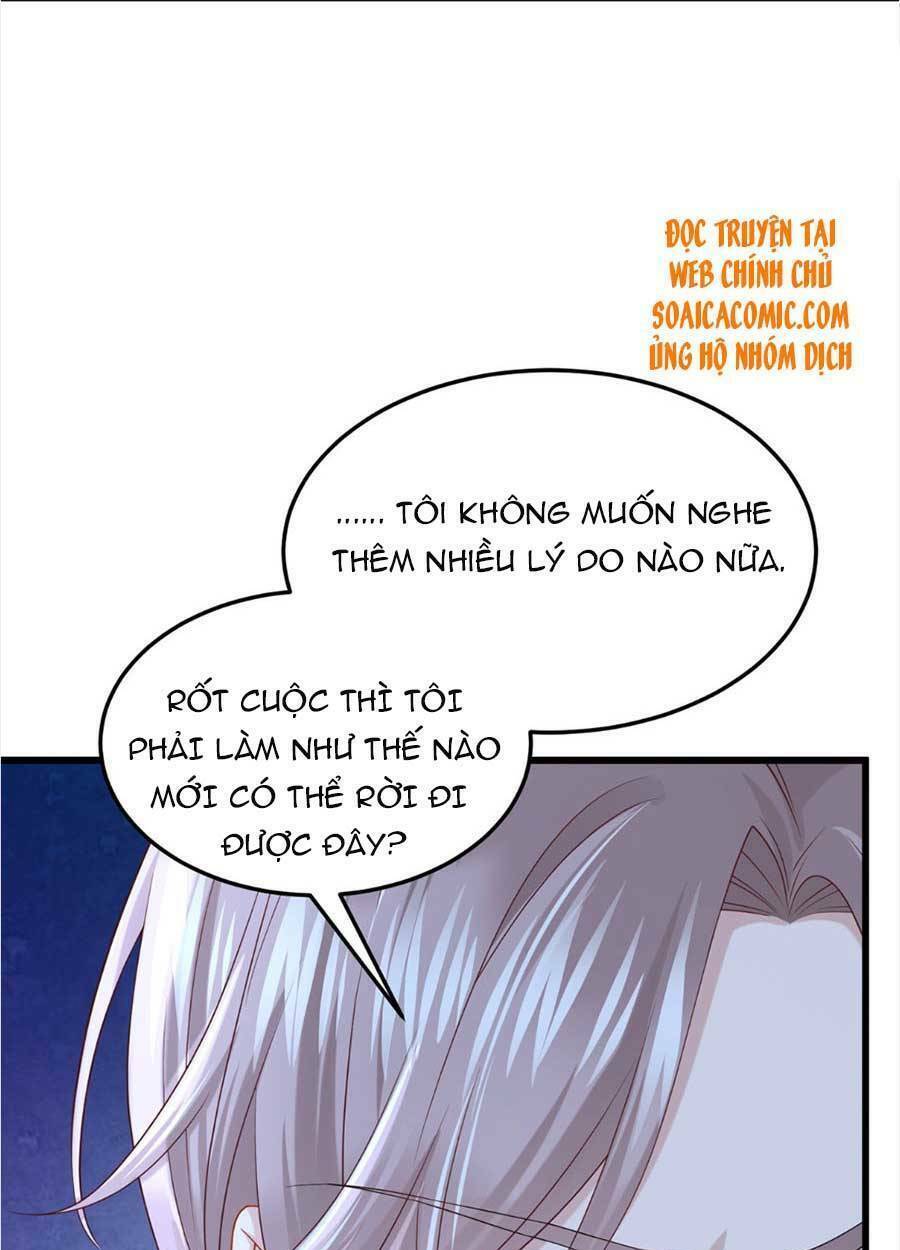 ĐỌC TRUYỆN TẠI
WEB CHÍNH CHỦ
SOAICACOMIC.COM
ỦNG HỘ NHÓM DỊCH
...... TÔI KHÔNG MUỐN NGHE
THÊM NHIỀU LÝ DO NÀO NỮA.
RỐT CUỘC THÌ TÔI
PHẢI LÀM NHƯ THẾ NÀO
MỚI CÓ THỂ RỜI ĐI
ĐƯỢC ĐÂY?